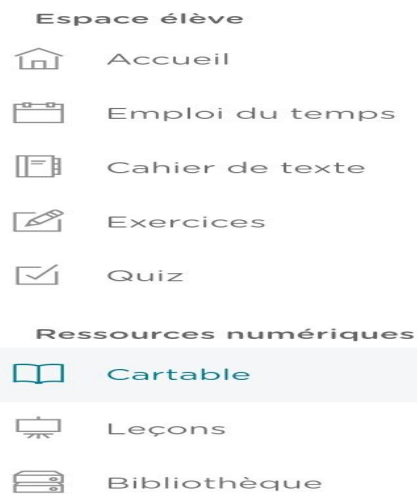 Espace élève
Accueil
Emploi du temps
Cahier de texte
Exercices
Quiz
Ressources numériques
Cartable
Leçons
Bibliothèque